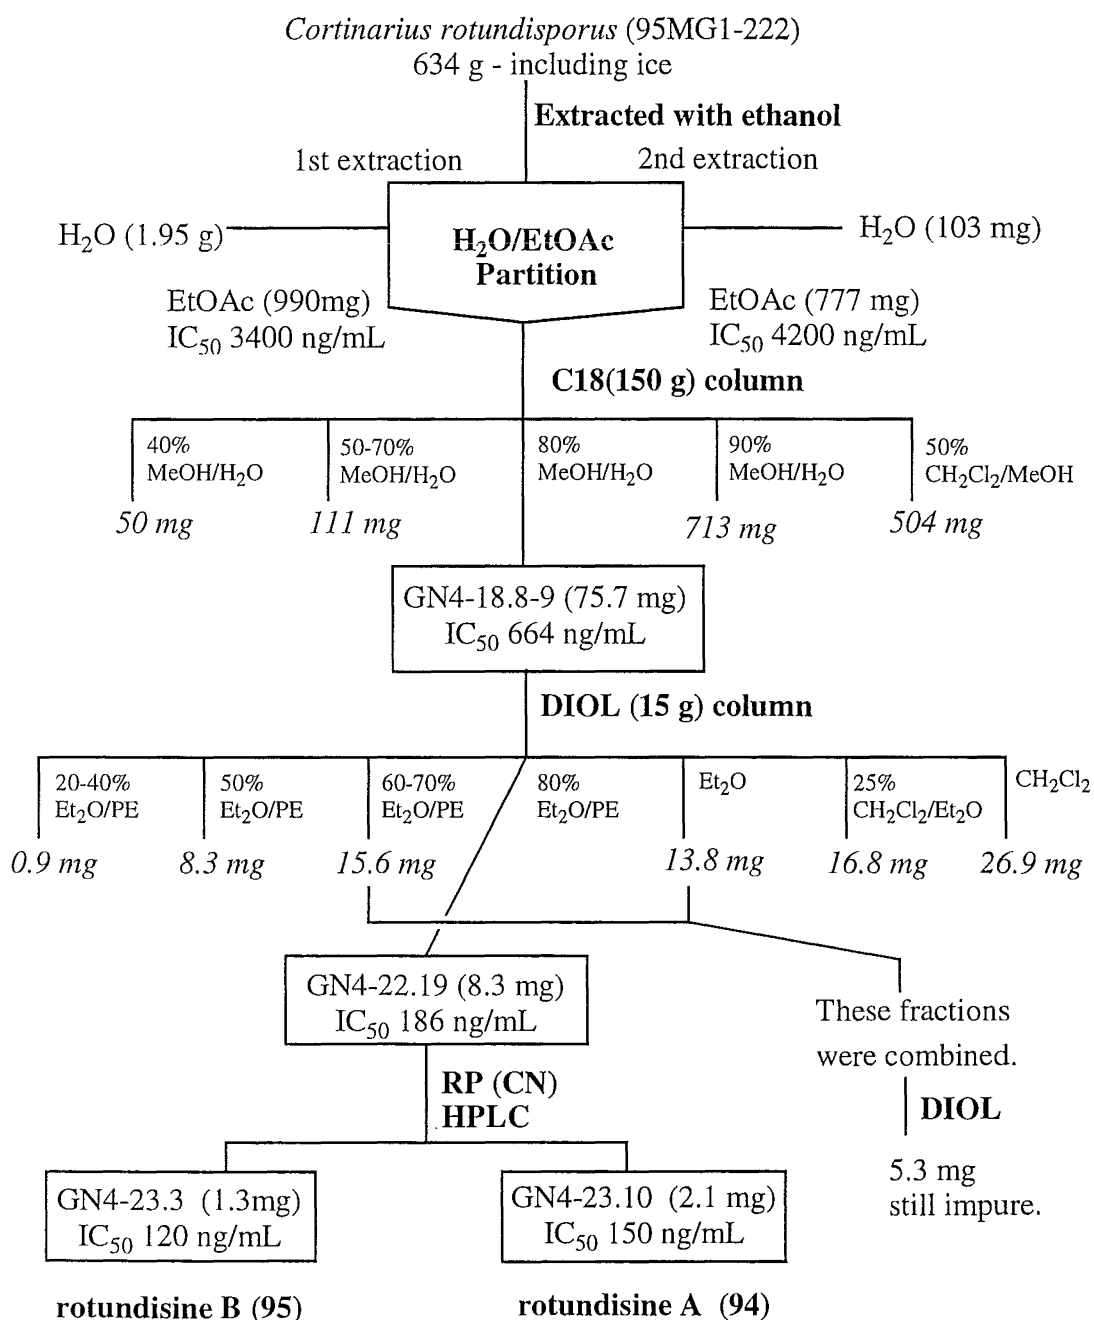 Cortinarius rotundisporus (95MG1-222)
634 g - including ice
Extracted with ethanol
1st extraction
2nd extraction
H₂O (1.95 g)
H₂O/EtOAc
Partition
H₂O (103 mg)
EtOAc (990mg)
IC₅₀ 3400 ng/mL
EtOAc (777 mg)
IC₅₀ 4200 ng/mL
C18(150 g) column
40%
MeOH/H₂O
50-70%
MeOH/H₂O
80%
MeOH/H₂O
90%
MeOH/H₂O
50%
CH₂Cl₂/MeOH
50 mg
111 mg
713 mg
504 mg
GN4-18.8-9 (75.7 mg)
IC₅₀ 664 ng/mL
DIOL (15 g) column
20-40%
Et₂O/PE
50%
Et₂O/PE
60-70%
Et₂O/PE
80%
Et₂O/PE
Et₂O
25%
CH₂Cl₂/Et₂O
CH₂Cl₂
0.9 mg
8.3 mg
15.6 mg
13.8 mg
16.8 mg
26.9 mg
GN4-22.19 (8.3 mg)
IC₅₀ 186 ng/mL
These fractions
were combined.
RP (CN)
HPLC
DIOL
5.3 mg
still impure.
GN4-23.3 (1.3mg)
IC₅₀ 120 ng/mL
GN4-23.10 (2.1 mg)
IC₅₀ 150 ng/mL
rotundisine B (95)
rotundisine A (94)